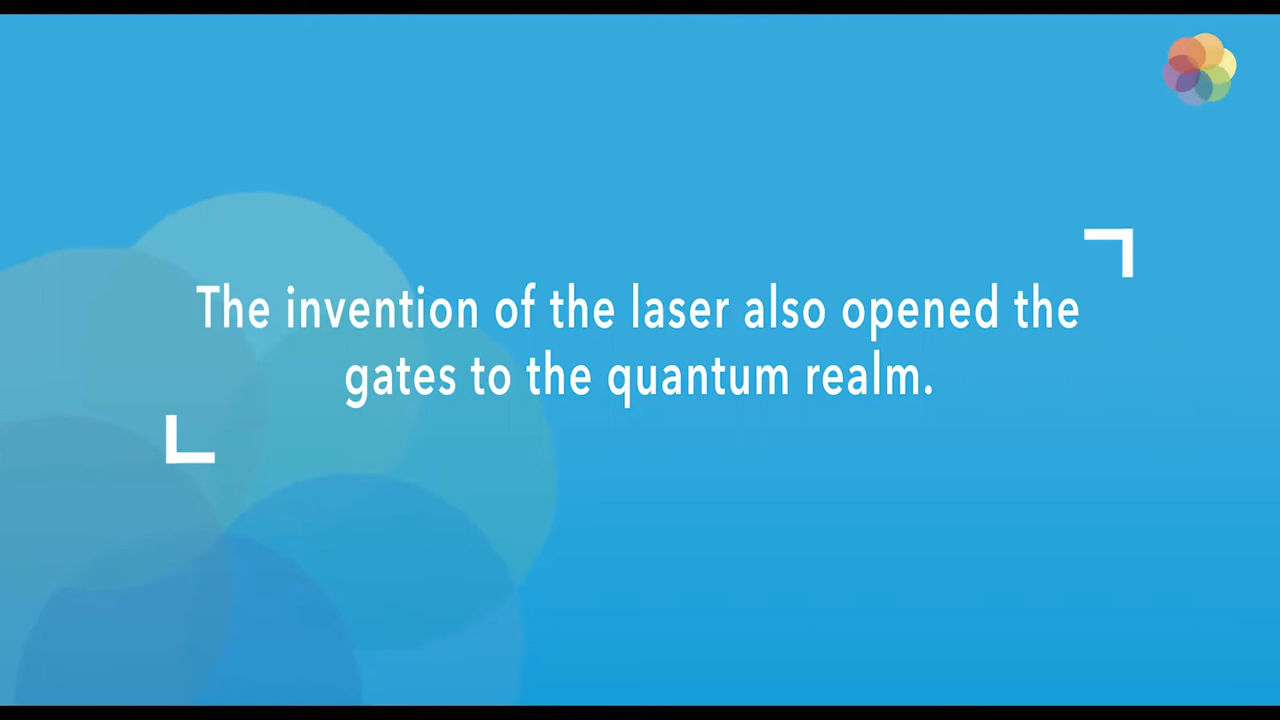 The invention of the laser also opened the
gates to the quantum realm.